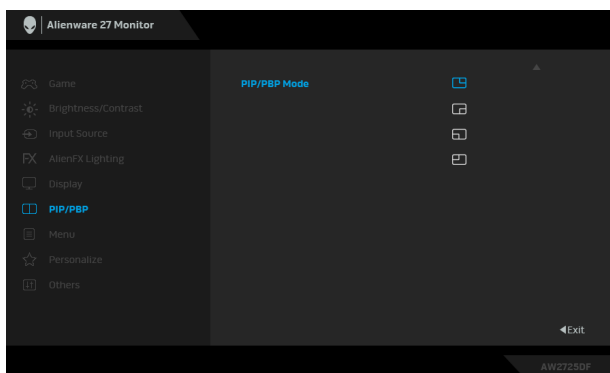 Alienware 27 Monitor
Game
PIP/PBP Mode
Brightness/Contrast
Input Source
FX AlienFX Lighting
Display
PIP/PBP
Menu
Personalize
Others
Exit
AW2725DF